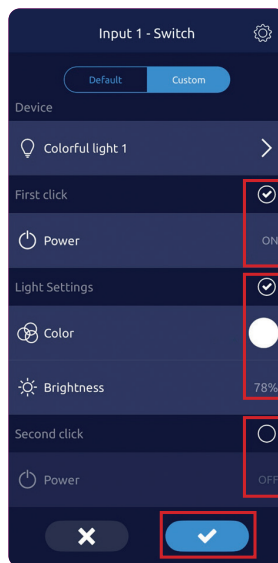 Input 1 - Switch
Default Custom
Device
Colorful light 1
First click
Power ON
Light Settings
Color
Brightness 78%
Second click
Power OFF